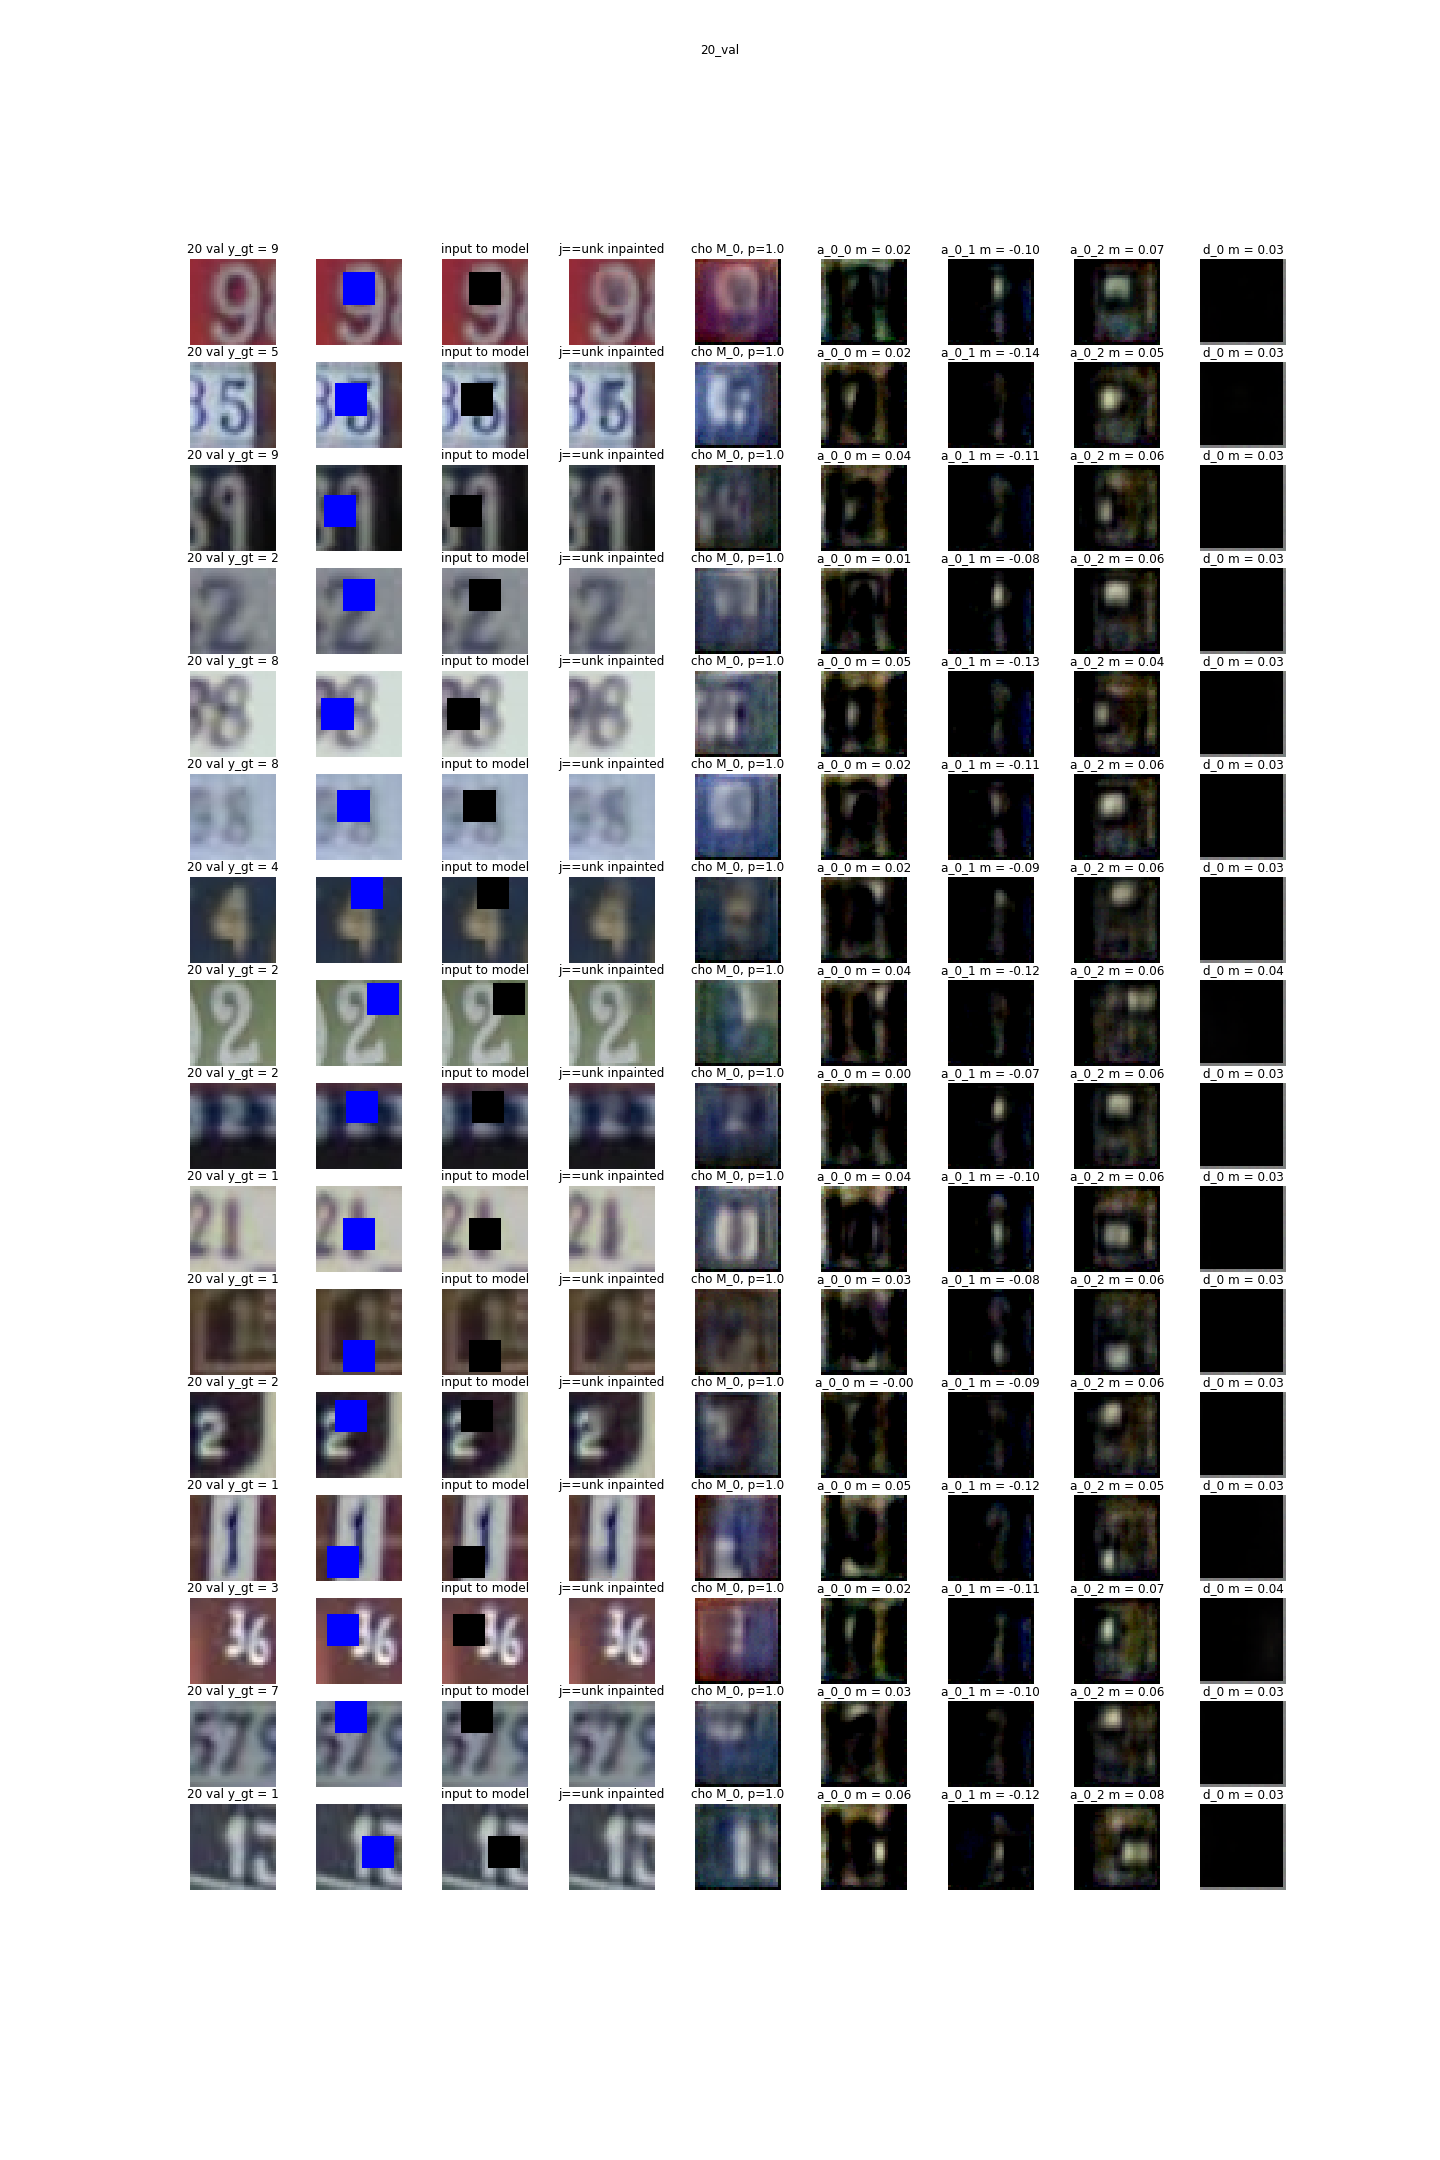 20_val
20 val y_gt = 9 input to model j==unk inpainted cho M_0, p=1.0 a_0_0 m = 0.02 a_0_1 m = -0.10 a_0_2 m = 0.07 d_0 m = 0.03
20 val y_gt = 5 input to model j==unk inpainted cho M_0, p=1.0 a_0_0 m = 0.02 a_0_1 m = -0.14 a_0_2 m = 0.05 d_0 m = 0.03
20 val y_gt = 9 input to model j==unk inpainted cho M_0, p=1.0 a_0_0 m = 0.04 a_0_1 m = -0.11 a_0_2 m = 0.06 d_0 m = 0.03
20 val y_gt = 2 input to model j==unk inpainted cho M_0, p=1.0 a_0_0 m = 0.01 a_0_1 m = -0.08 a_0_2 m = 0.06 d_0 m = 0.03
20 val y_gt = 8 input to model j==unk inpainted cho M_0, p=1.0 a_0_0 m = 0.05 a_0_1 m = -0.13 a_0_2 m = 0.04 d_0 m = 0.03
20 val y_gt = 8 input to model j==unk inpainted cho M_0, p=1.0 a_0_0 m = 0.02 a_0_1 m = -0.11 a_0_2 m = 0.06 d_0 m = 0.03
20 val y_gt = 4 input to model j==unk inpainted cho M_0, p=1.0 a_0_0 m = 0.02 a_0_1 m = -0.09 a_0_2 m = 0.06 d_0 m = 0.03
20 val y_gt = 2 input to model j==unk inpainted cho M_0, p=1.0 a_0_0 m = 0.04 a_0_1 m = -0.12 a_0_2 m = 0.06 d_0 m = 0.04
20 val y_gt = 2 input to model j==unk inpainted cho M_0, p=1.0 a_0_0 m = 0.00 a_0_1 m = -0.07 a_0_2 m = 0.06 d_0 m = 0.03
20 val y_gt = 1 input to model j==unk inpainted cho M_0, p=1.0 a_0_0 m = 0.04 a_0_1 m = -0.10 a_0_2 m = 0.06 d_0 m = 0.03
20 val y_gt = 1 input to model j==unk inpainted cho M_0, p=1.0 a_0_0 m = 0.03 a_0_1 m = -0.08 a_0_2 m = 0.06 d_0 m = 0.03
20 val y_gt = 2 input to model j==unk inpainted cho M_0, p=1.0 a_0_0 m = -0.00 a_0_1 m = -0.09 a_0_2 m = 0.06 d_0 m = 0.03
20 val y_gt = 1 input to model j==unk inpainted cho M_0, p=1.0 a_0_0 m = 0.05 a_0_1 m = -0.12 a_0_2 m = 0.05 d_0 m = 0.03
20 val y_gt = 3 input to model j==unk inpainted cho M_0, p=1.0 a_0_0 m = 0.02 a_0_1 m = -0.11 a_0_2 m = 0.07 d_0 m = 0.04
20 val y_gt = 7 input to model j==unk inpainted cho M_0, p=1.0 a_0_0 m = 0.03 a_0_1 m = -0.10 a_0_2 m = 0.06 d_0 m = 0.03
20 val y_gt = 1 input to model j==unk inpainted cho M_0, p=1.0 a_0_0 m = 0.06 a_0_1 m = -0.12 a_0_2 m = 0.08 d_0 m = 0.03